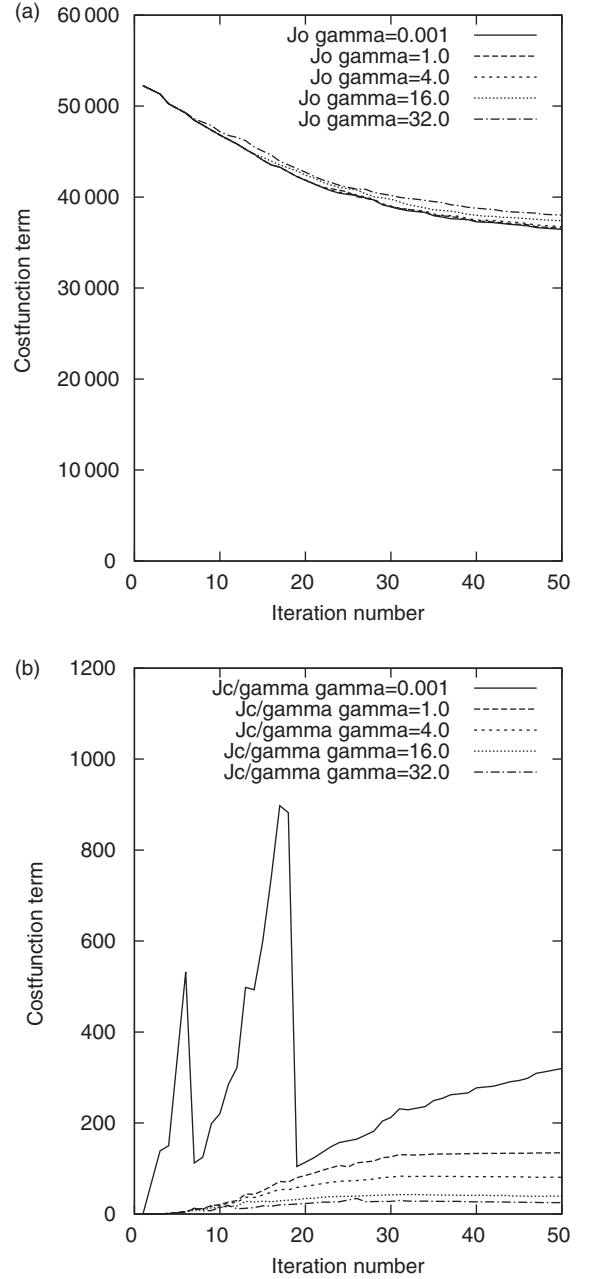 (a)
60 000
50 000
40 000
30 000
20 000
10 000
0
Costfunction term
Jo gamma=0.001
Jo gamma=1.0
Jo gamma=4.0
Jo gamma=16.0
Jo gamma=32.0
0 10 20 30 40 50
Iteration number
(b)
1200
1000
800
600
400
200
0
Costfunction term
Jc/gamma gamma=0.001
Jc/gamma gamma=1.0
Jc/gamma gamma=4.0
Jc/gamma gamma=16.0
Jc/gamma gamma=32.0
0 10 20 30 40 50
Iteration number